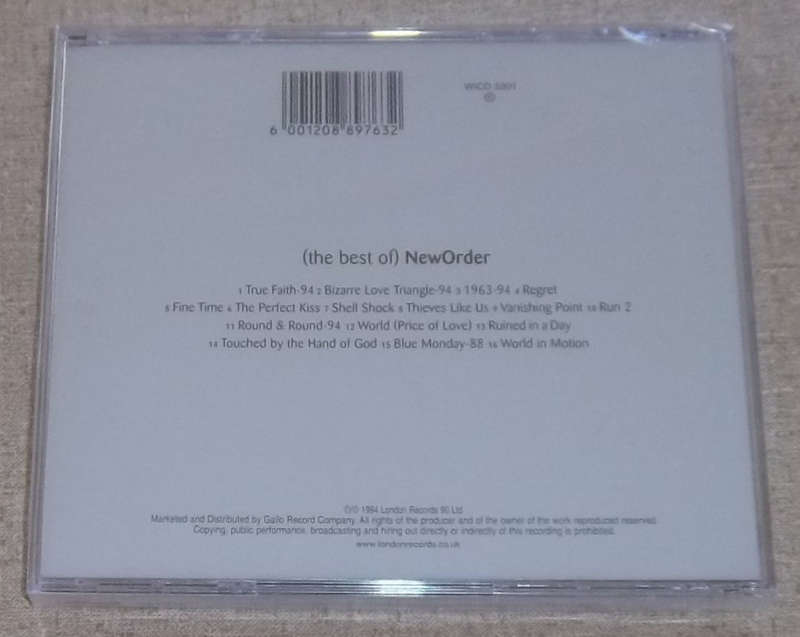 WICD 5801
6 001208 897632
(the best of) NewOrder
1 True Faith-94 2 Bizarre Love Triangle-94 3 1963-94 4 Regret
5 Fine Time 6 The Perfect Kiss 7 Shell Shock 8 Thieves Like Us 9 Vanishing Point 10 Run 2
11 Round & Round-94 12 World (Price of Love) 13 Ruined in a Day
14 Touched by the Hand of God 15 Blue Monday-88 16 World in Motion
℗© 1994 London Records 90 Ltd
Marketed and Distributed by Gallo Record Company. All rights of the producer and of the owner of the work reproduced reserved.
Copying, public performance, broadcasting and hiring out directly or indirectly of this recording is prohibited.
www.londonrecords.co.uk